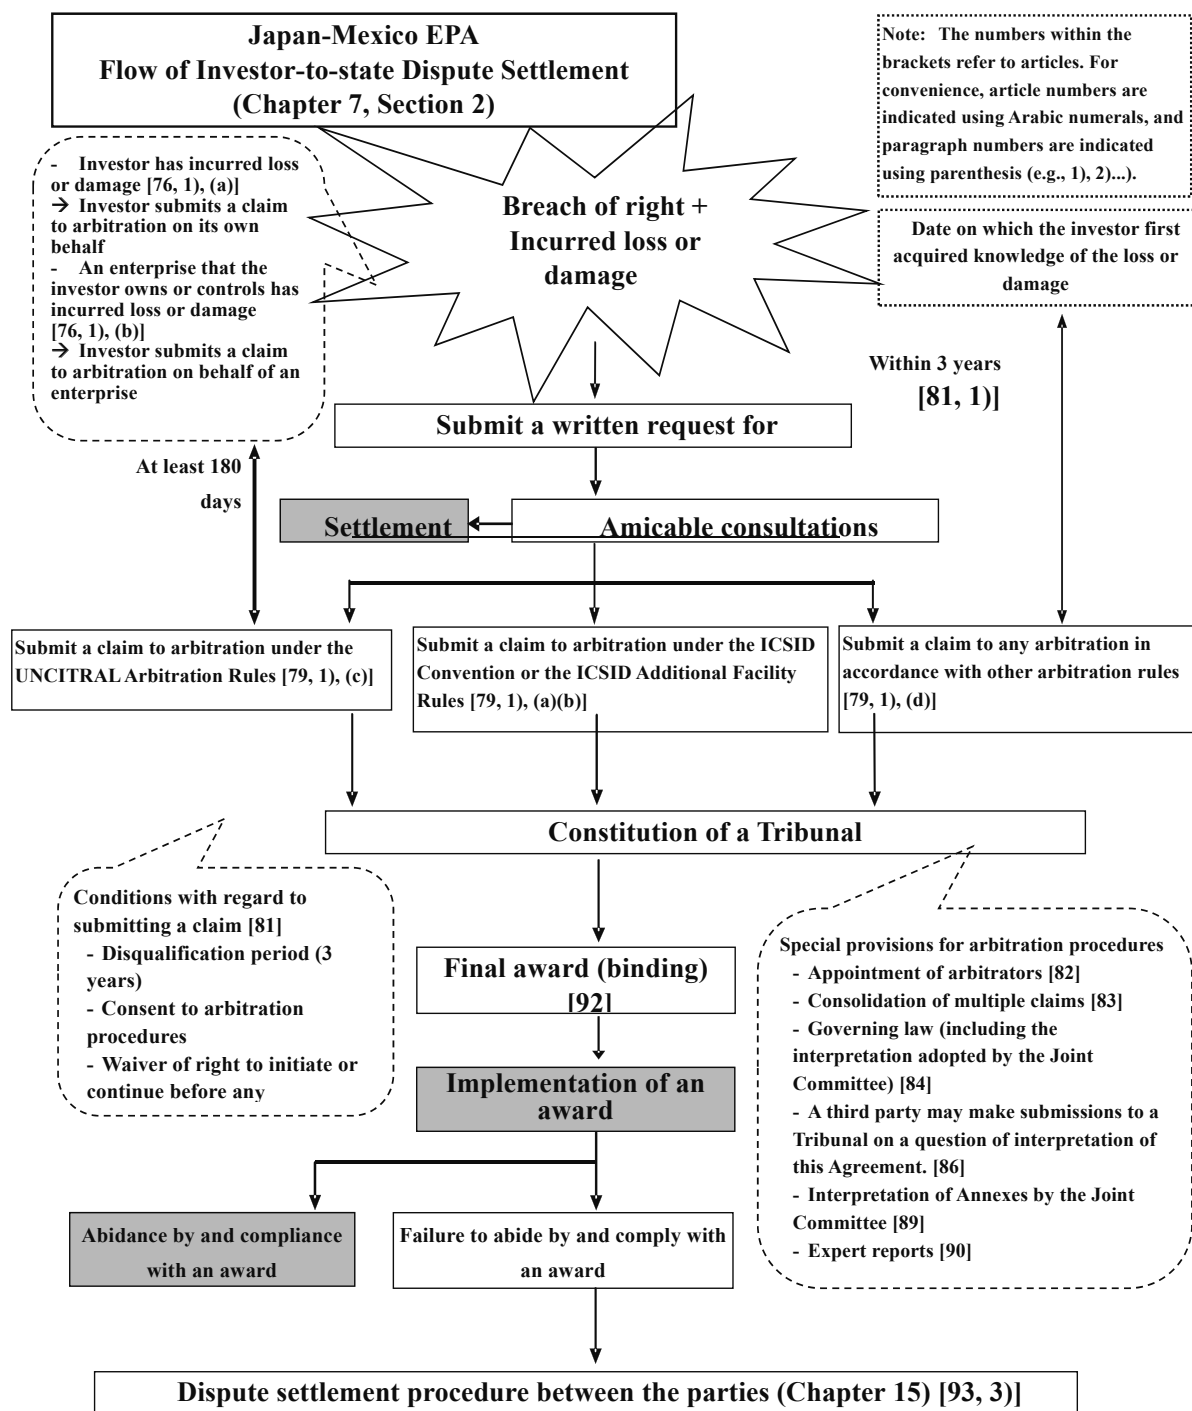 Japan-Mexico EPA
Flow of Investor-to-state Dispute Settlement
(Chapter 7, Section 2)
Note: The numbers within the
brackets refer to articles. For
convenience, article numbers are
indicated using Arabic numerals, and
paragraph numbers are indicated
using parenthesis (e.g., 1), 2)...).
- Investor has incurred loss
or damage [76, 1), (a)]
→ Investor submits a claim
to arbitration on its own
behalf
- An enterprise that the
investor owns or controls has
incurred loss or damage
[76, 1), (b)]
→ Investor submits a claim
to arbitration on behalf of an
enterprise
Breach of right +
Incurred loss or
damage
Date on which the investor first
acquired knowledge of the loss or
damage
Within 3 years
[81, 1)]
Submit a written request for
At least 180
days
Settlement
Amicable consultations
Submit a claim to arbitration under the
UNCITRAL Arbitration Rules [79, 1), (c)]
Submit a claim to arbitration under the ICSID
Convention or the ICSID Additional Facility
Rules [79, 1), (a)(b)]
Submit a claim to any arbitration in
accordance with other arbitration rules
[79, 1), (d)]
Constitution of a Tribunal
Conditions with regard to
submitting a claim [81]
- Disqualification period (3
years)
- Consent to arbitration
procedures
- Waiver of right to initiate or
continue before any
Final award (binding)
[92]
Special provisions for arbitration procedures
- Appointment of arbitrators [82]
- Consolidation of multiple claims [83]
- Governing law (including the
interpretation adopted by the Joint
Committee) [84]
- A third party may make submissions to a
Tribunal on a question of interpretation of
this Agreement. [86]
- Interpretation of Annexes by the Joint
Committee [89]
- Expert reports [90]
Implementation of an
award
Abidance by and compliance
with an award
Failure to abide by and comply with
an award
Dispute settlement procedure between the parties (Chapter 15) [93, 3)]